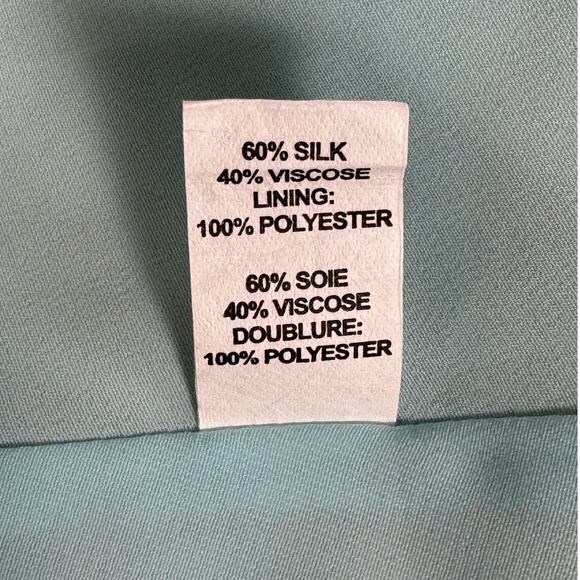 60% SILK
40% VISCOSE
LINING:
100% POLYESTER
60% SOIE
40% VISCOSE
DOUBLURE:
100% POLYESTER